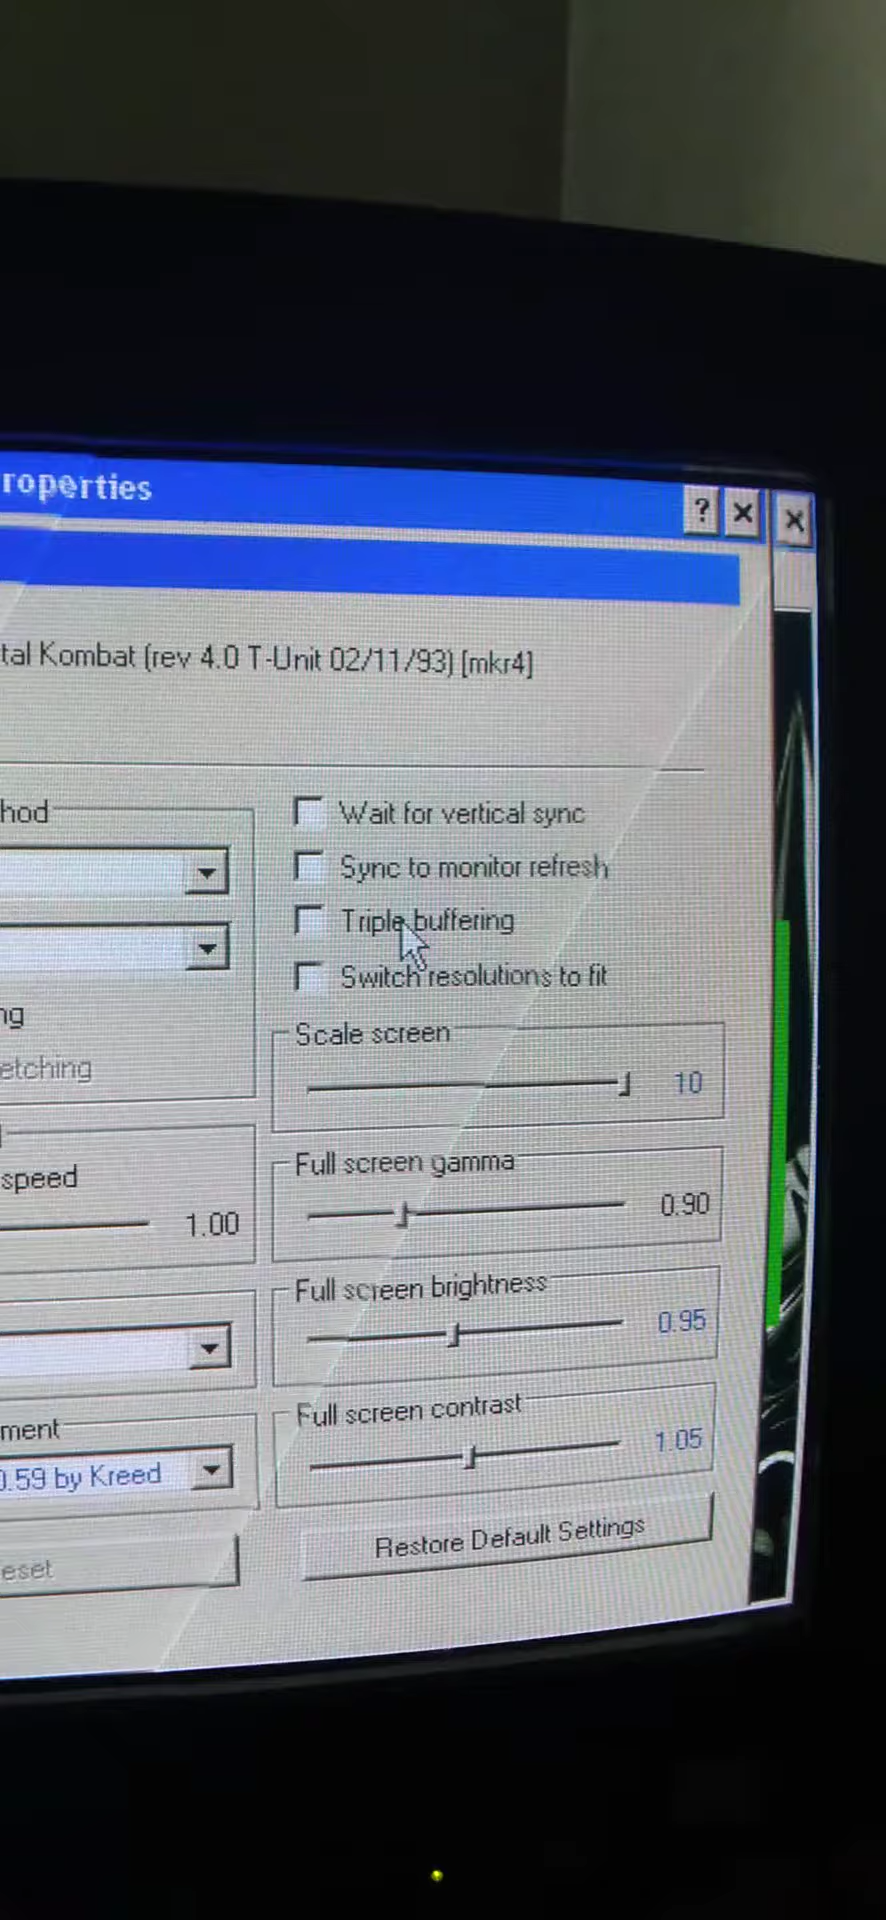 roperties
tal Kombat (rev 4.0 T-Unit 02/11/93) [mkr4]
hod
Wait for vertical sync
Sync to monitor refresh
Triple buffering
ng
Switch resolutions to fit
etching
Scale screen
10
speed
1.00
Full screen gamma
0.90
Full screen brightness
0.95
ment
0.59 by Kreed
Full screen contrast
1.05
eset
Restore Default Settings